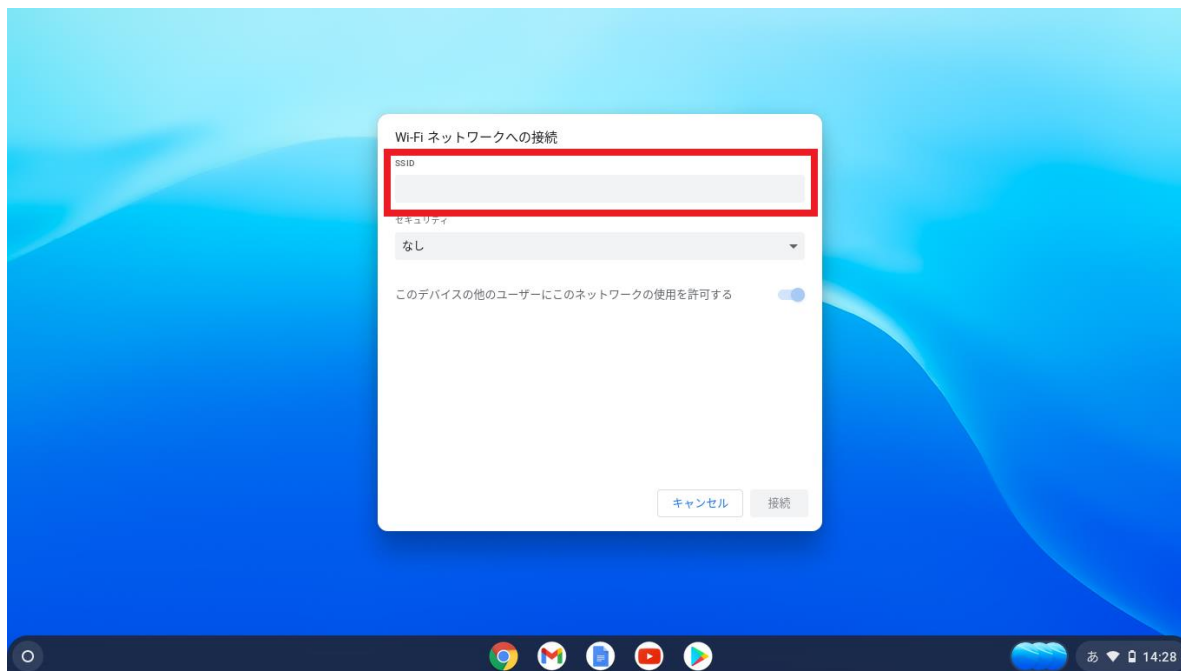 Wi-Fi ネットワークへの接続
SSID
セキュリティ
なし
このデバイスの他のユーザーにこのネットワークの使用を許可する
キャンセル 接続
あ 14:28